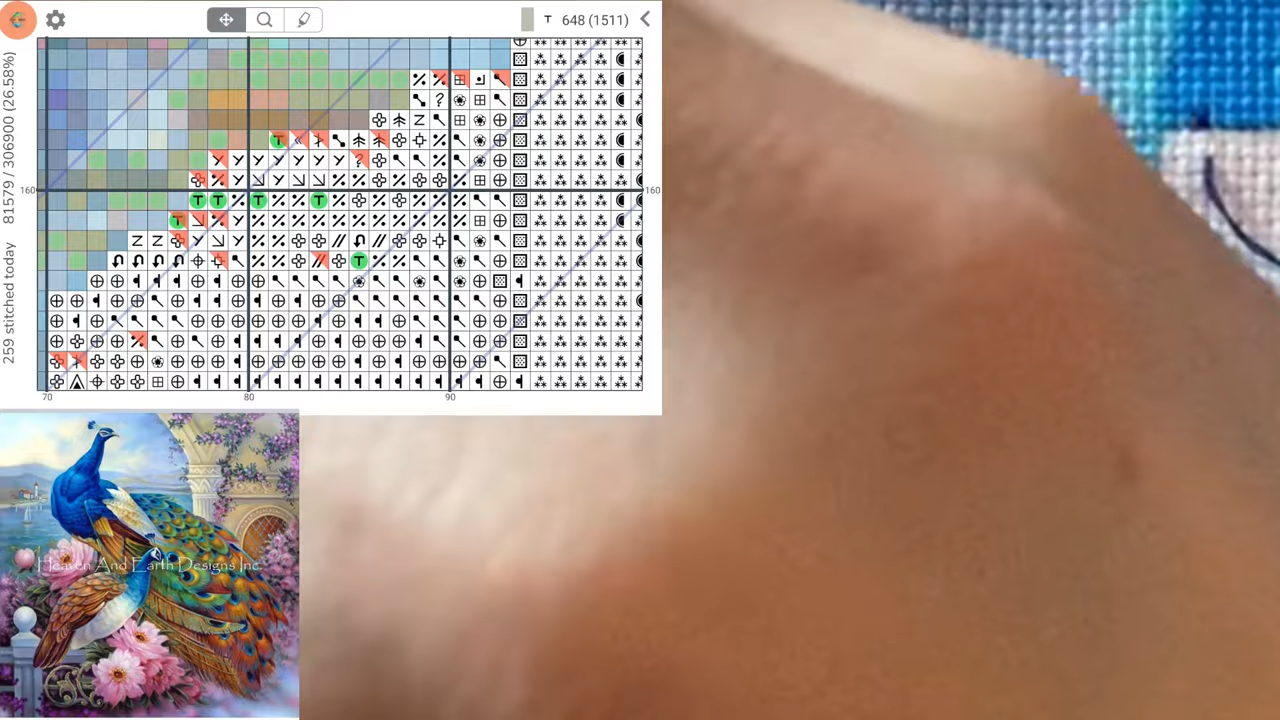 T 648 (1511)
81579 / 306900 (26.58%)
259 stitched today
160
160
70
80
90
Heaven And Earth Designs Inc.